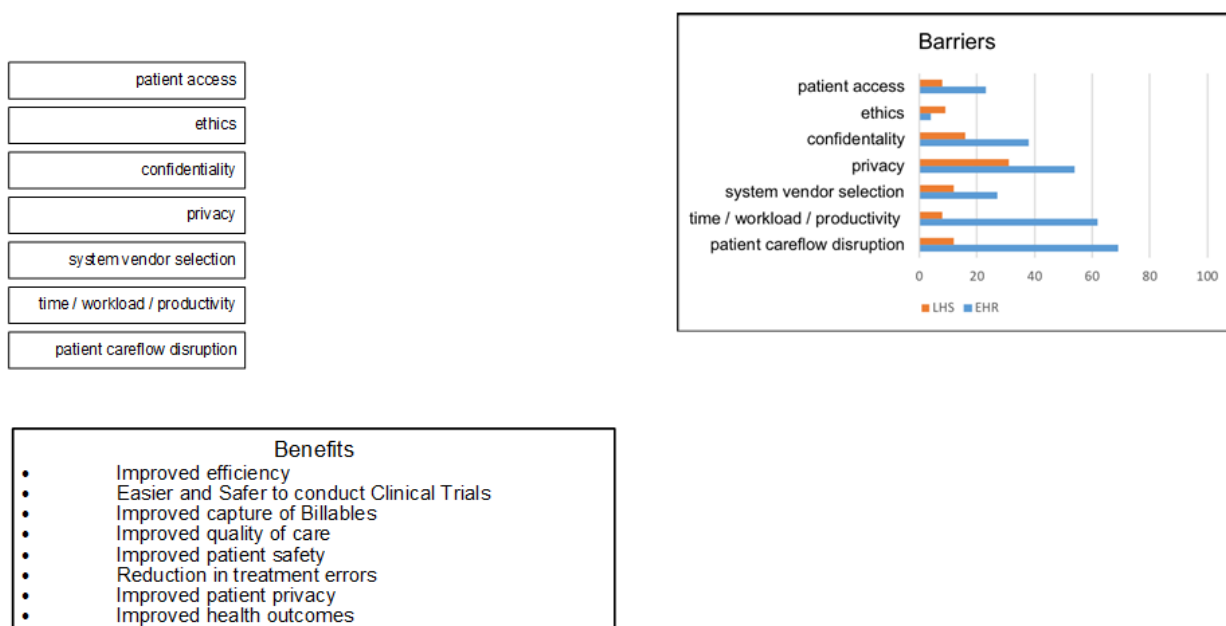 patient access
ethics
confidentiality
privacy
system vendor selection
time / workload / productivity
patient careflow disruption
Barriers
patient access
ethics
confidentality
privacy
system vendor selection
time / workload / productivity
patient careflow disruption
0 20 40 60 80 100
LHS EHR
Benefits
• Improved efficiency
• Easier and Safer to conduct Clinical Trials
• Improved capture of Billables
• Improved quality of care
• Improved patient safety
• Reduction in treatment errors
• Improved patient privacy
• Improved health outcomes